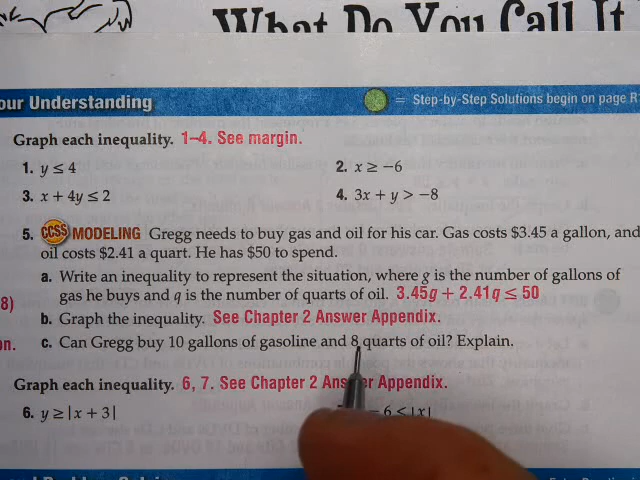 What Do You Call It
our Understanding
= Step-by-Step Solutions begin on page R
Graph each inequality. 1–4. See margin.
1. y ≤ 4
2. x ≥ −6
3. x + 4y ≤ 2
4. 3x + y > −8
5. CCSS MODELING Gregg needs to buy gas and oil for his car. Gas costs $3.45 a gallon, and
oil costs $2.41 a quart. He has $50 to spend.
a. Write an inequality to represent the situation, where g is the number of gallons of
gas he buys and q is the number of quarts of oil. 3.45g + 2.41q ≤ 50
8)
b. Graph the inequality. See Chapter 2 Answer Appendix.
on.
c. Can Gregg buy 10 gallons of gasoline and 8 quarts of oil? Explain.
Graph each inequality. 6, 7. See Chapter 2 Answer Appendix.
6. y ≥ |x + 3|
− 6 < |x|